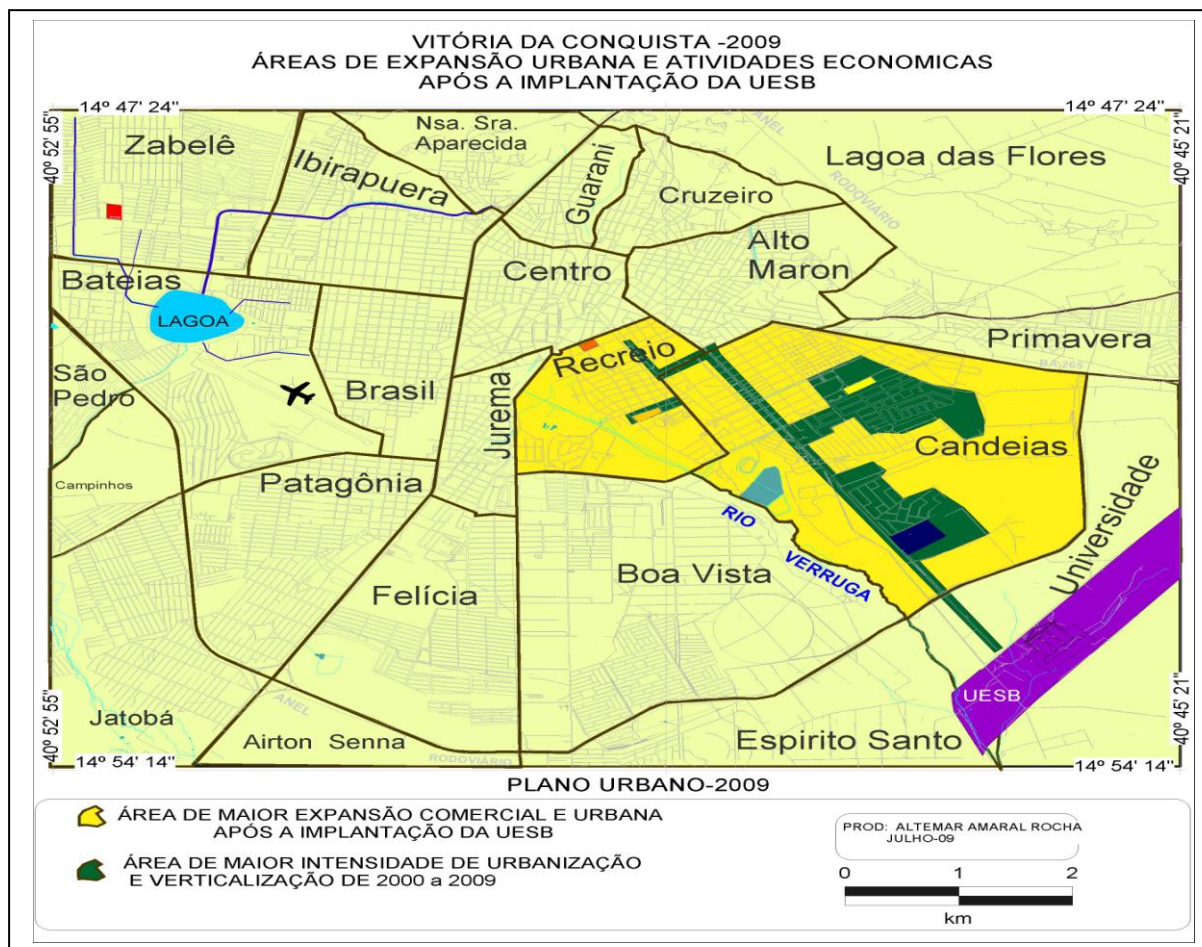 VITÓRIA DA CONQUISTA -2009
ÁREAS DE EXPANSÃO URBANA E ATIVIDADES ECONOMICAS
APÓS A IMPLANTAÇÃO DA UESB
14º 47' 24''
14º 47' 24''
40º 52' 55''
40º 45' 21''
Zabelê
Ibirapuera
Nsa. Sra.
Aparecida
Guarani
Cruzeiro
ANEL
RODOVIÁRIO
Lagoa das Flores
Alto
Maron
Centro
Bateias
LAGOA
Primavera
BA 265
São
Pedro
Brasil
Jurema
Recreio
Candeias
Campinhos
Patagônia
RIO
VERRUGA
Universidade
Boa Vista
Felícia
UESB
Jatobá
ANEL
Airton Senna
RODOVIÁRIO
Espirito Santo
40º 52' 55''
40º 45' 21''
14º 54' 14''
14º 54' 14''
PLANO URBANO-2009
ÁREA DE MAIOR EXPANSÃO COMERCIAL E URBANA
APÓS A IMPLANTAÇÃO DA UESB
ÁREA DE MAIOR INTENSIDADE DE URBANIZAÇÃO
E VERTICALIZAÇÃO DE 2000 a 2009
PROD: ALTEMAR AMARAL ROCHA
JULHO-09
0 1 2
km